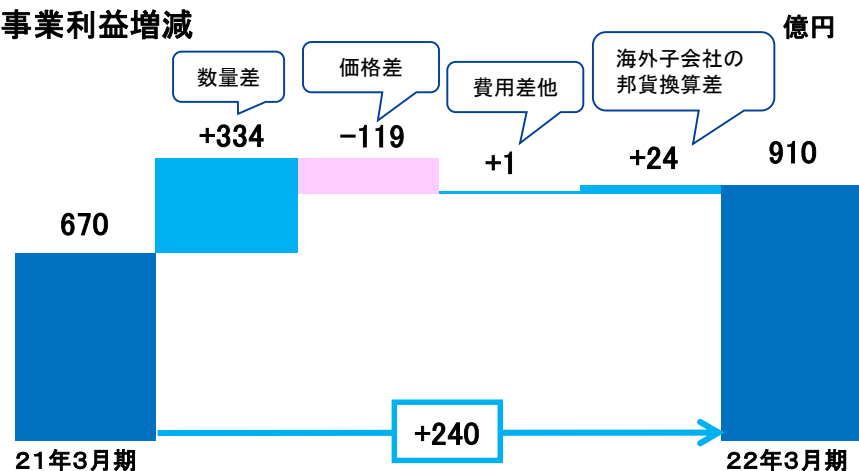 事業利益増減
億円
数量差
価格差
費用差他
海外子会社の
邦貨換算差
+334
−119
+1
+24
910
670
+240
21年3月期
22年3月期